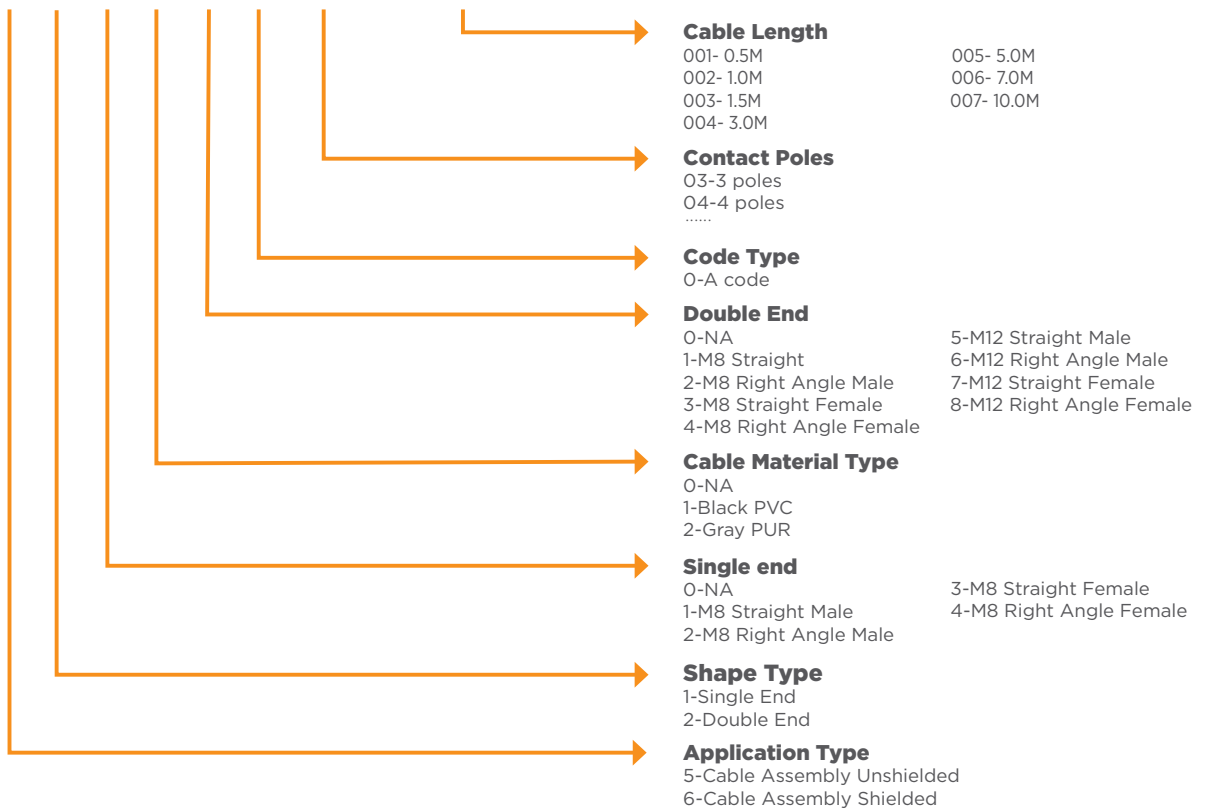 Cable Length
001- 0.5M 005- 5.0M
002- 1.0M 006- 7.0M
003- 1.5M 007- 10.0M
004- 3.0M
Contact Poles
03-3 poles
04-4 poles
......
Code Type
0-A code
Double End
0-NA 5-M12 Straight Male
1-M8 Straight 6-M12 Right Angle Male
2-M8 Right Angle Male 7-M12 Straight Female
3-M8 Straight Female 8-M12 Right Angle Female
4-M8 Right Angle Female
Cable Material Type
0-NA
1-Black PVC
2-Gray PUR
Single end
0-NA 3-M8 Straight Female
1-M8 Straight Male 4-M8 Right Angle Female
2-M8 Right Angle Male
Shape Type
1-Single End
2-Double End
Application Type
5-Cable Assembly Unshielded
6-Cable Assembly Shielded